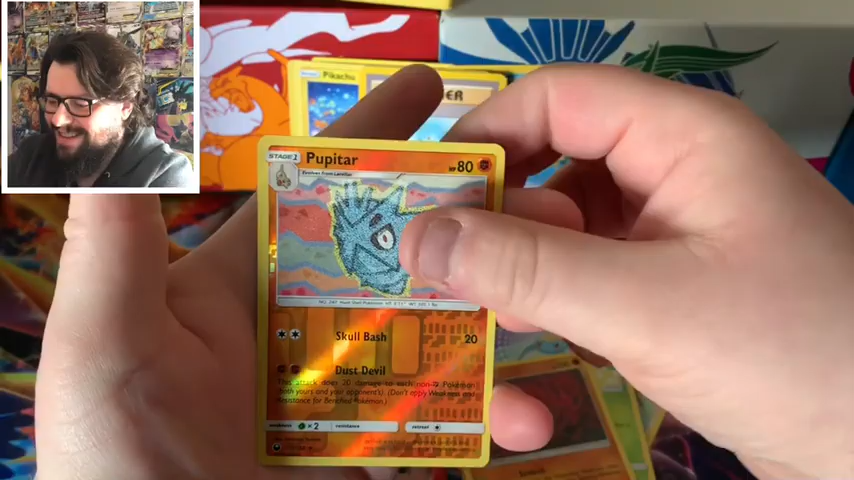 Pikachu
ER
STAGE 1
Pupitar
HP 80
Evolves from Larvitar
Skull Bash
20
Dust Devil
This attack does 20 damage to each non- Pokémon
(both yours and your opponent's). (Don't apply Weakness and
Resistance for Benched Pokémon.)
weakness
×2
resistance
retreat